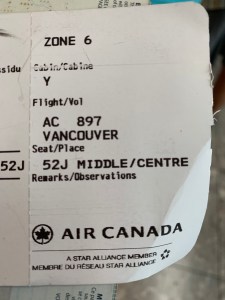 ZONE 6
ssidu Cabin/Cabine
Y
Flight/Vol
AC 897
VANCOUVER
Seat/Place
52J 52J MIDDLE/CENTRE
Remarks/Observations
AIR CANADA
A STAR ALLIANCE MEMBER
MEMBRE DU RÉSEAU STAR ALLIANCE